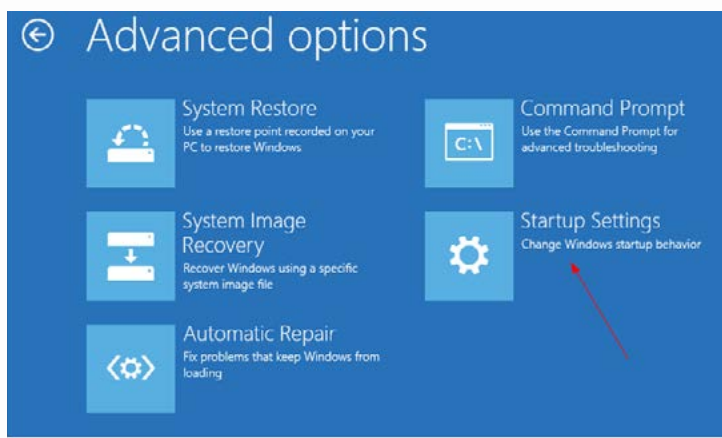 Advanced options
System Restore
Use a restore point recorded on your
PC to restore Windows
System Image
Recovery
Recover Windows using a specific
system image file
Automatic Repair
Fix problems that keep Windows from
loading
C:\
Command Prompt
Use the Command Prompt for
advanced troubleshooting
Startup Settings
Change Windows startup behavior